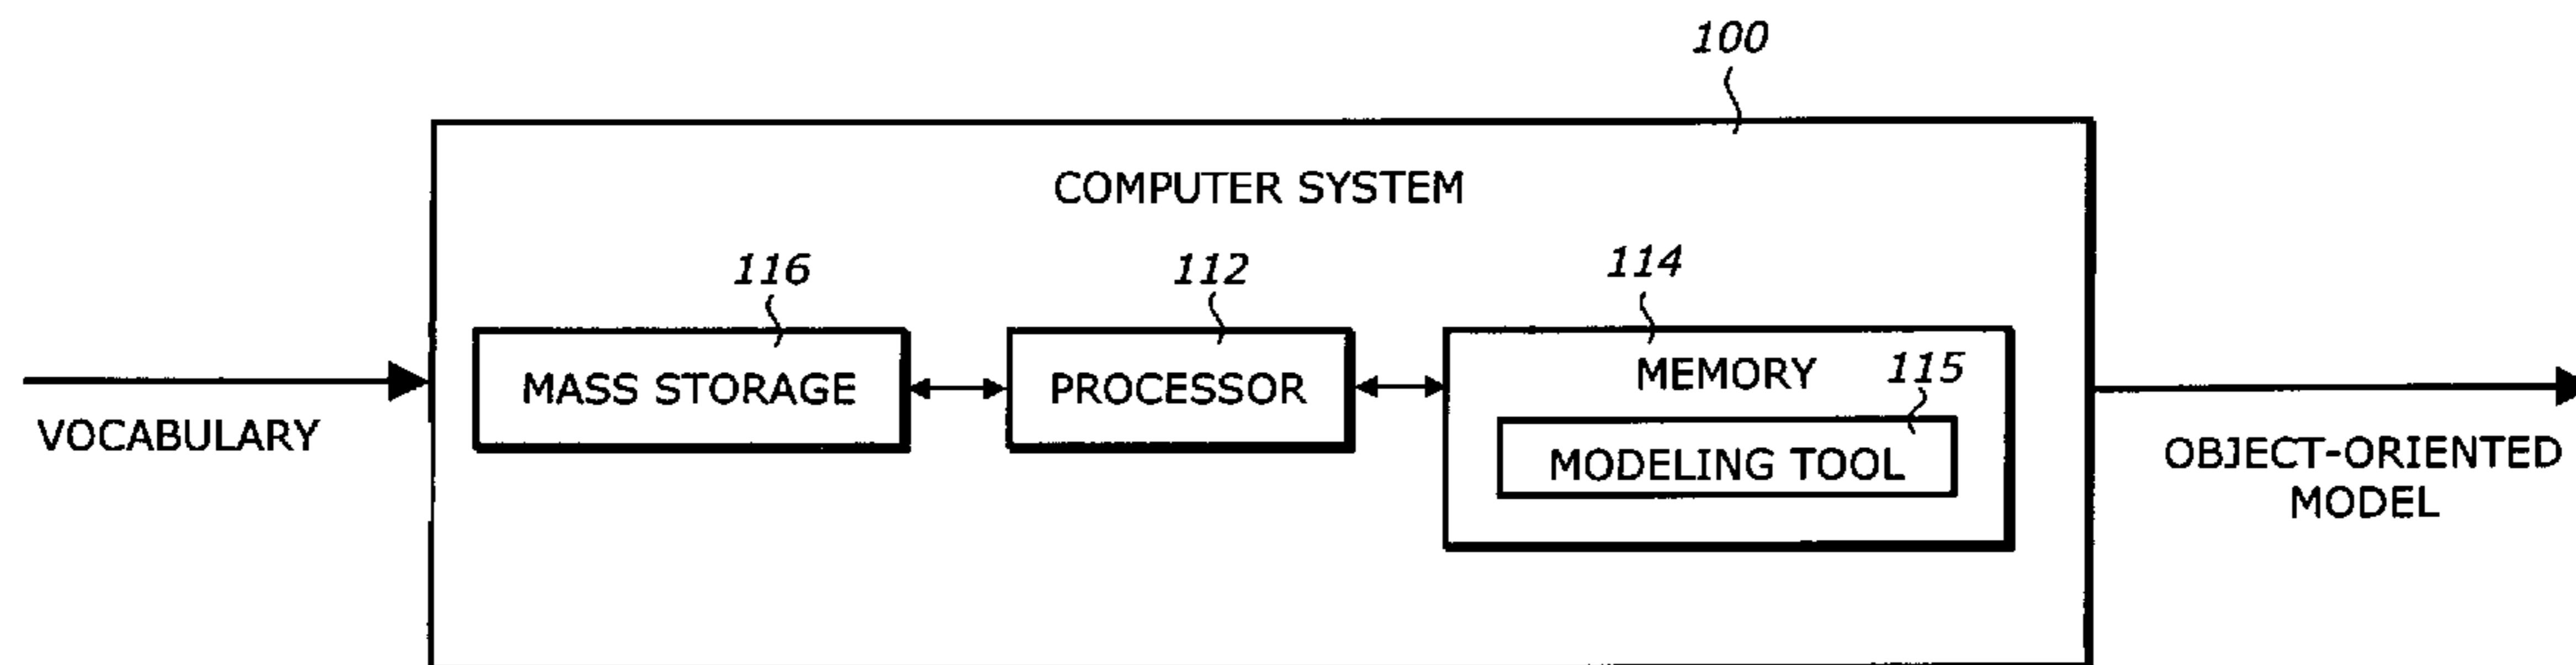 100
COMPUTER SYSTEM
116
112
114
MASS STORAGE
PROCESSOR
MEMORY
115
MODELING TOOL
VOCABULARY
OBJECT-ORIENTED
MODEL